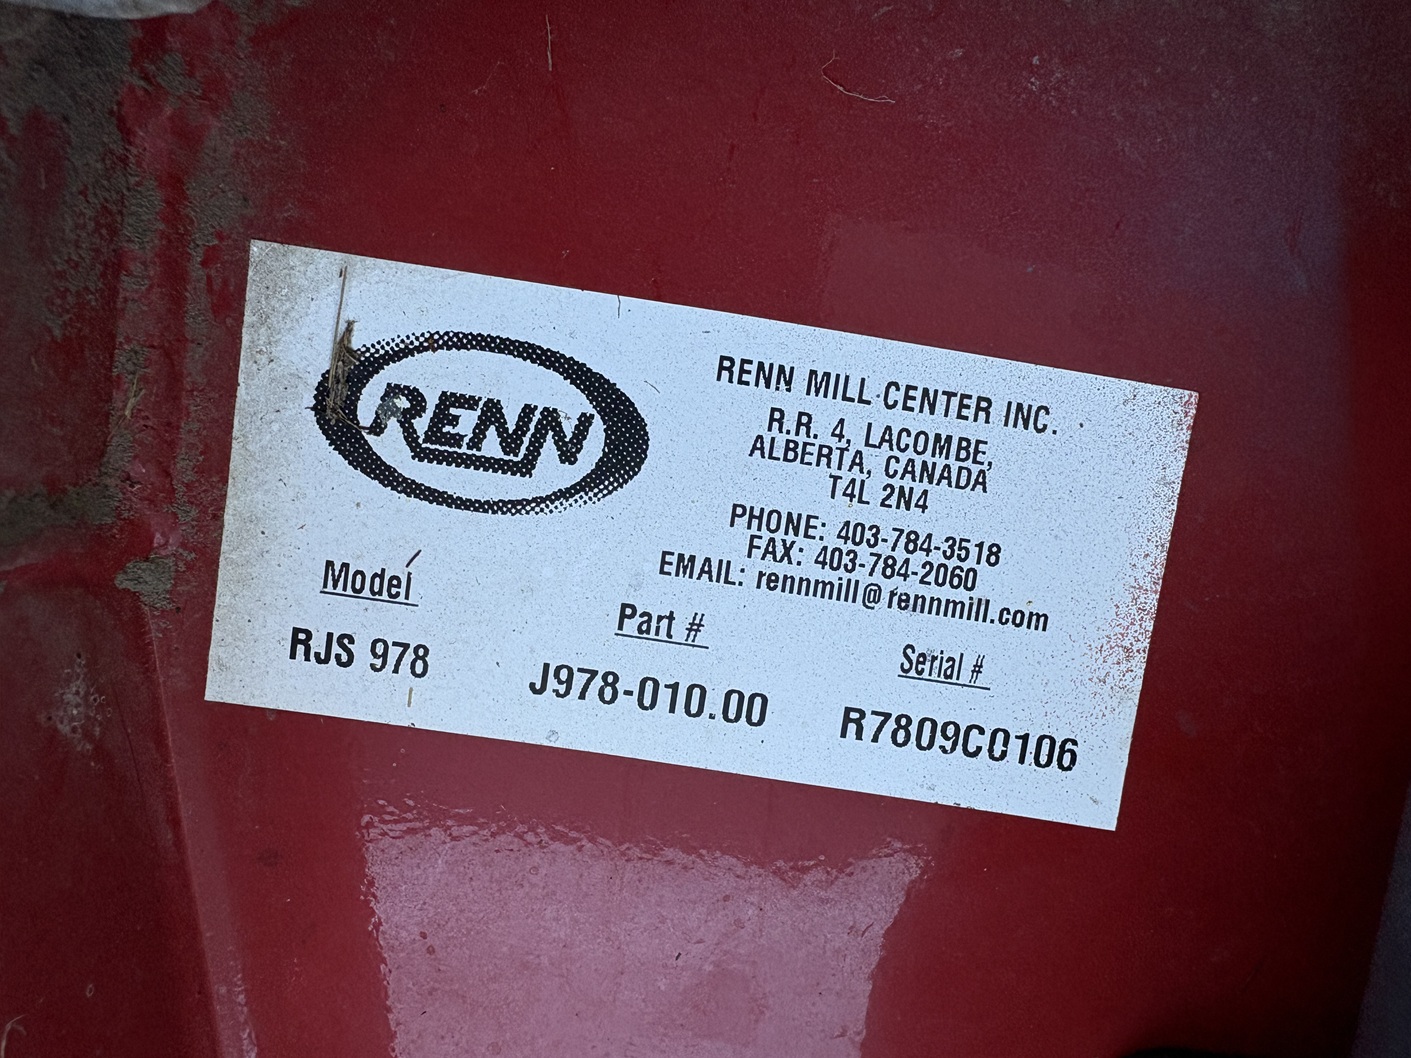 RENN
RENN MILL CENTER INC.
R.R. 4, LACOMBE,
ALBERTA, CANADA
T4L 2N4
PHONE: 403-784-3518
FAX: 403-784-2060
EMAIL: rennmill@rennmill.com
Model
RJS 978
Part #
J978-010.00
Serial #
R7809C0106